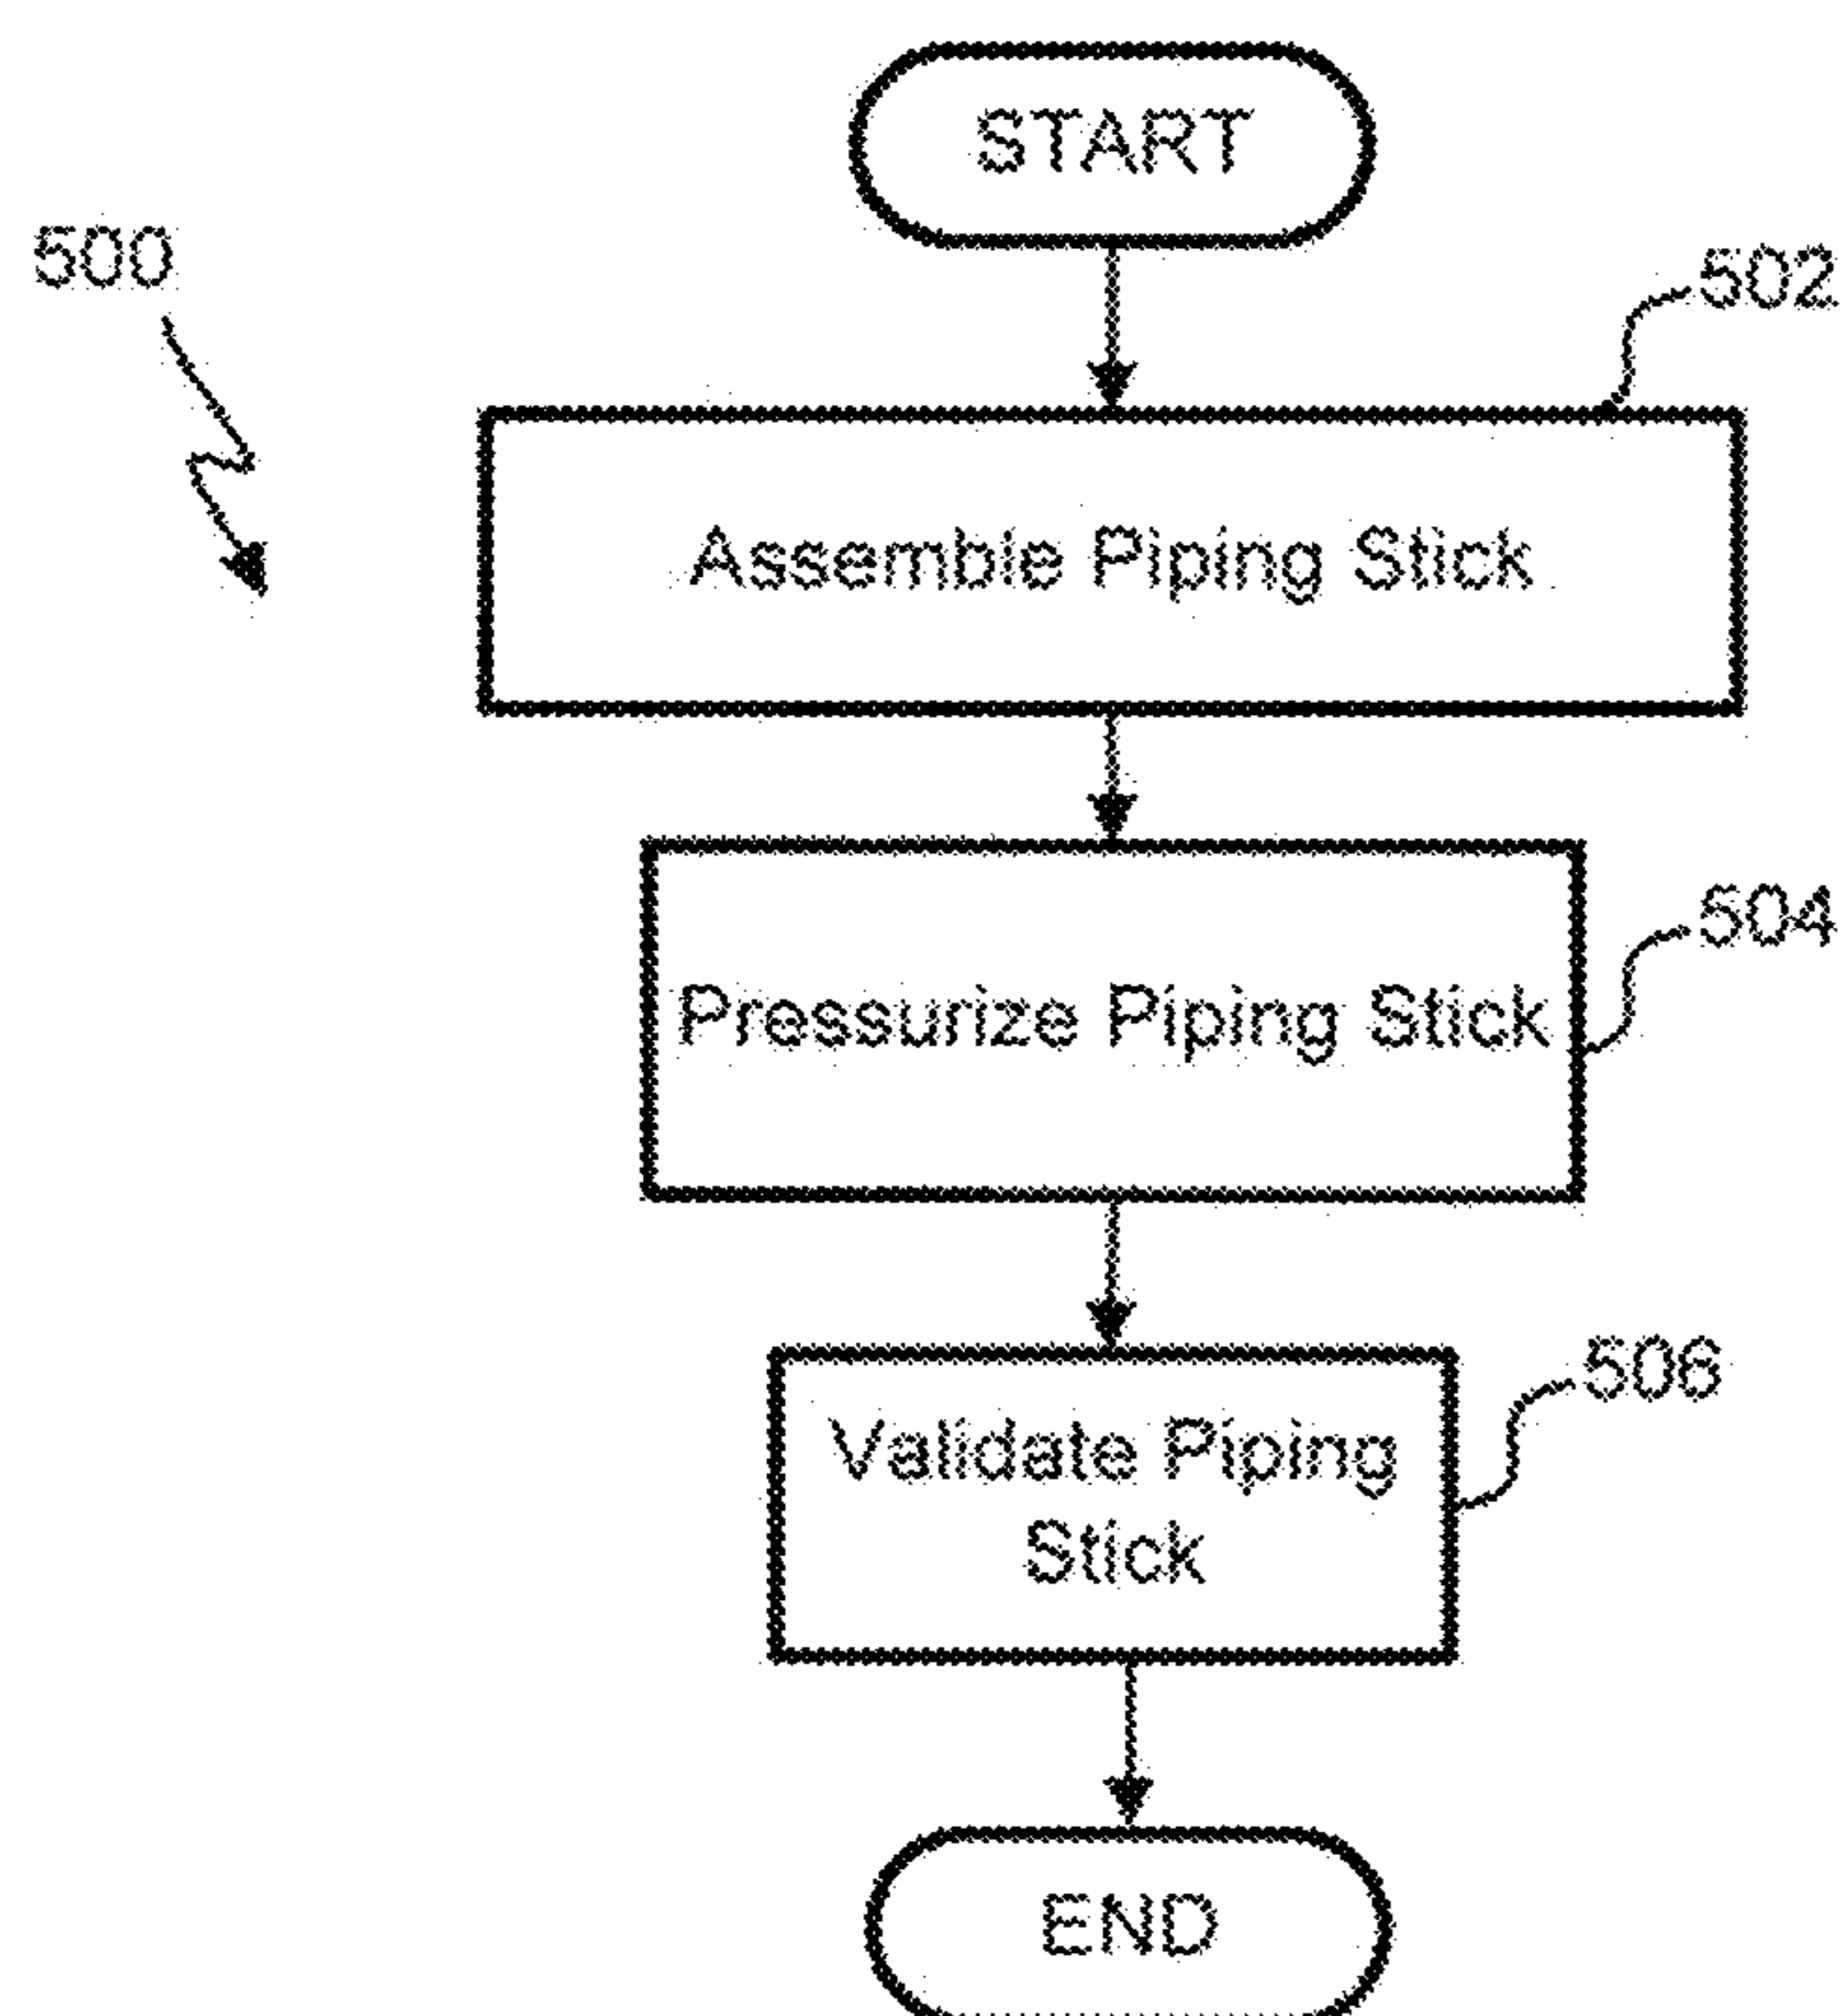 START
500
502
Assemble Piping Stick
504
Pressurize Piping Stick
506
Validate Piping
Stick
END